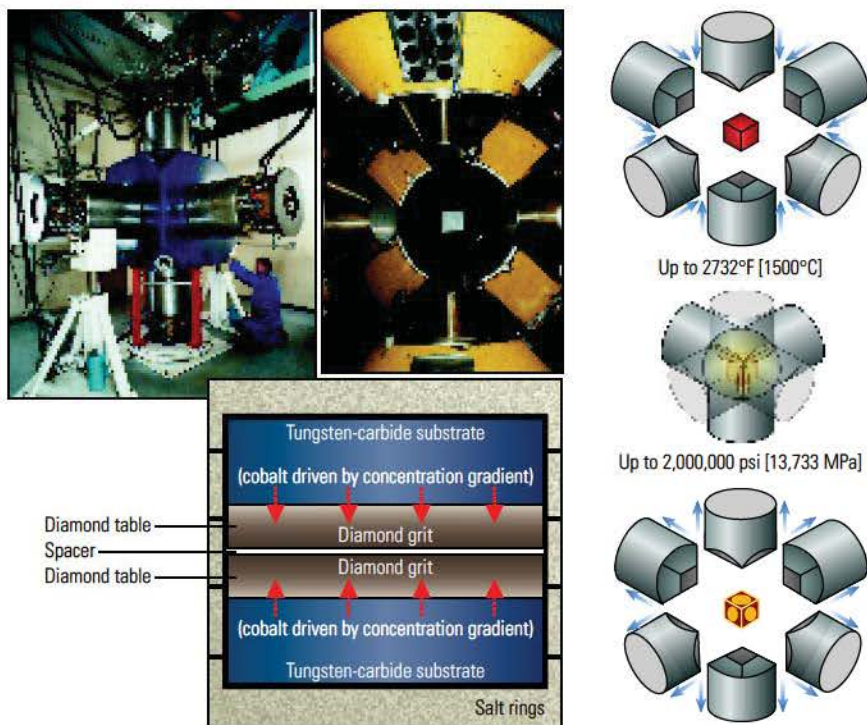 Up to 2732°F [1500°C]
Up to 2,000,000 psi [13,733 MPa]
Tungsten-carbide substrate
(cobalt driven by concentration gradient)
Diamond table
Diamond grit
Spacer
Diamond grit
Diamond table
(cobalt driven by concentration gradient)
Tungsten-carbide substrate
Salt rings